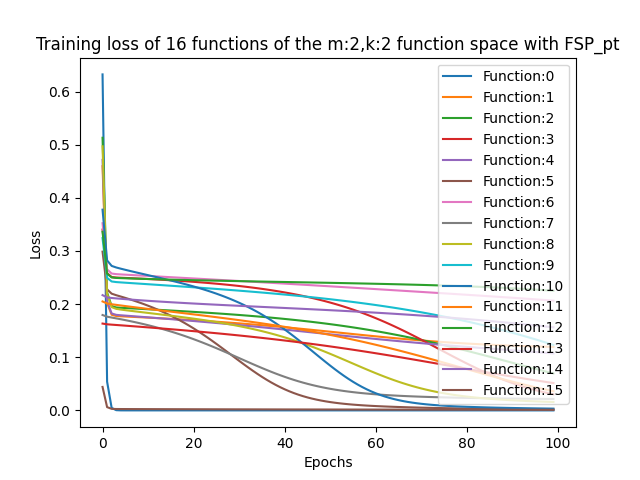 Training loss of 16 functions of the m:2,k:2 function space with FSP_pt
Loss
0.6
0.5
0.4
0.3
0.2
0.1
0.0
0
20
40
60
80
100
Epochs
Function:0
Function:1
Function:2
Function:3
Function:4
Function:5
Function:6
Function:7
Function:8
Function:9
Function:10
Function:11
Function:12
Function:13
Function:14
Function:15